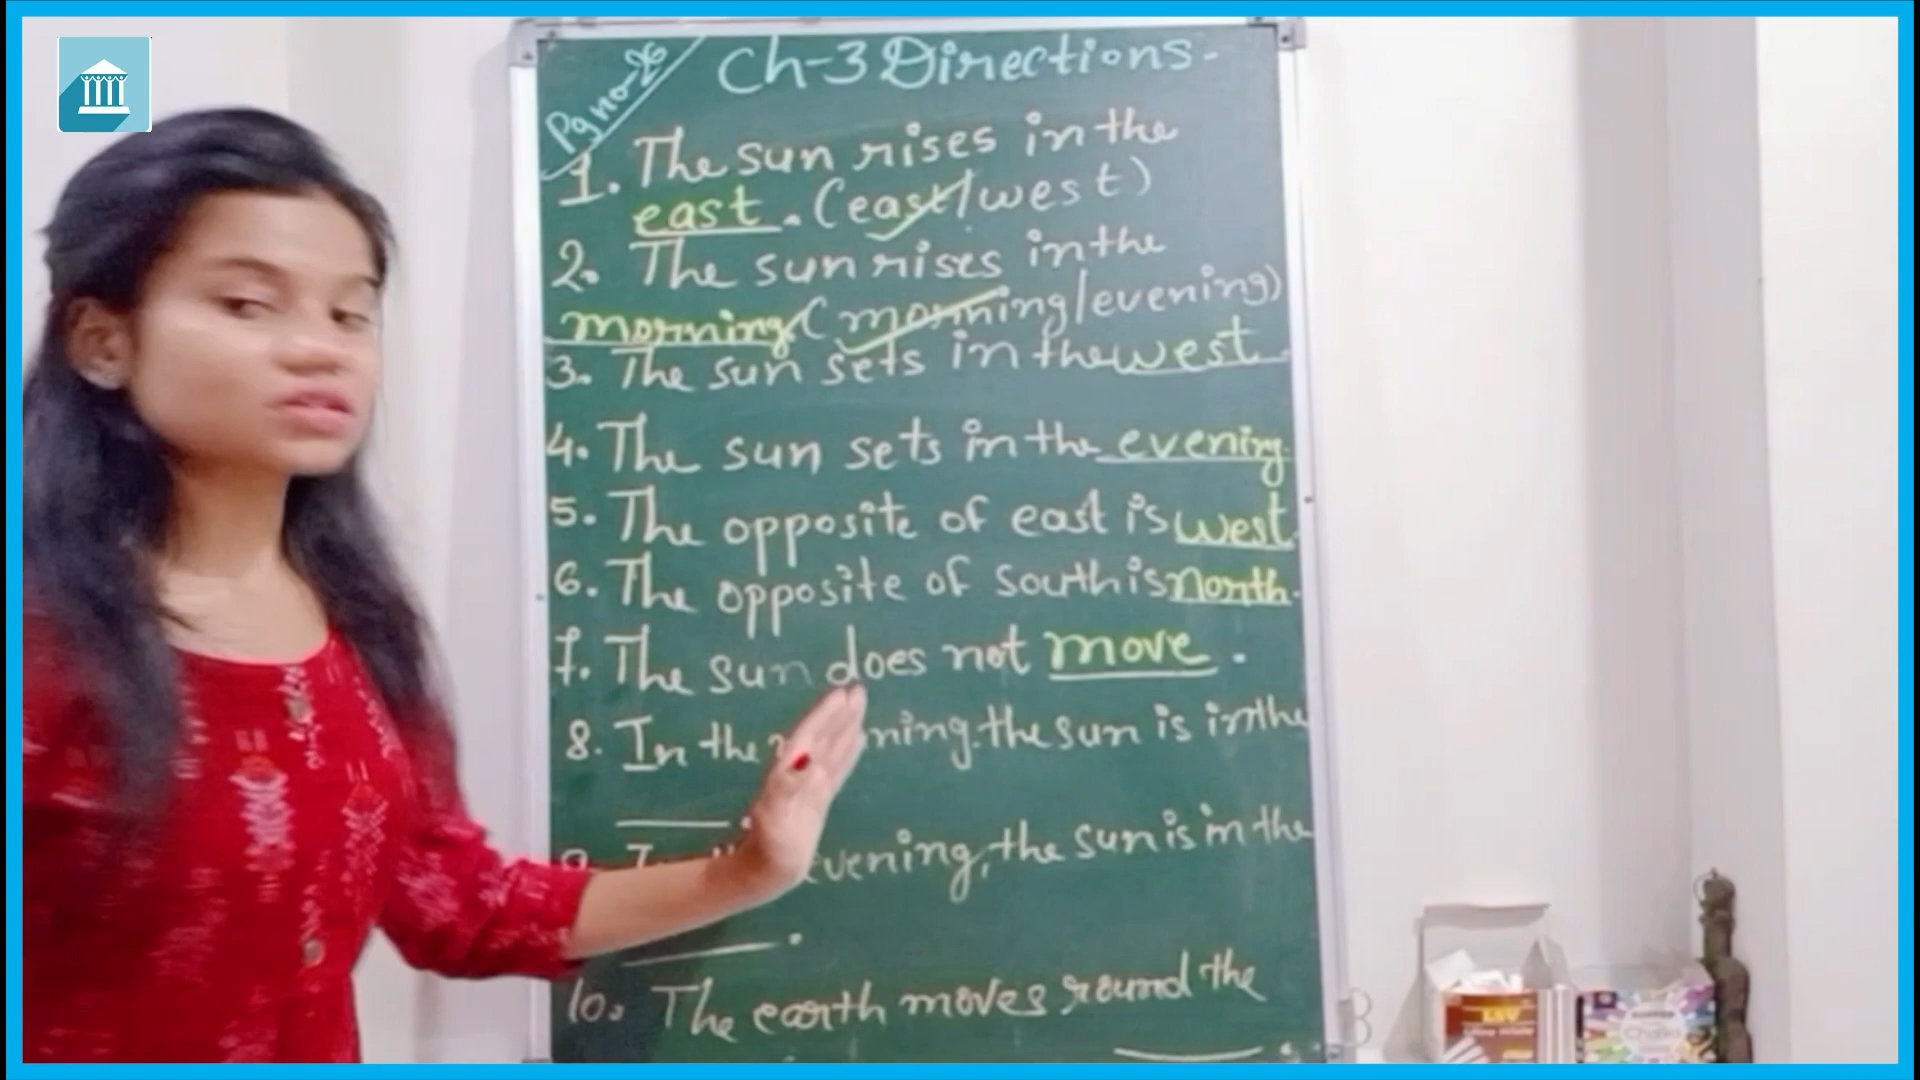 Pg no-
Ch-3 Directions.
1. The sun rises in the
east. (east/west)
2. The sun rises in the
morning (morning/evening)
3. The sun sets in the west.
4. The sun sets in the evening.
5. The opposite of east is west.
6. The opposite of south is north.
7. The sun does not move.
8. In the the sun is in the
evening, the sun is in the
10. The earth moves round the